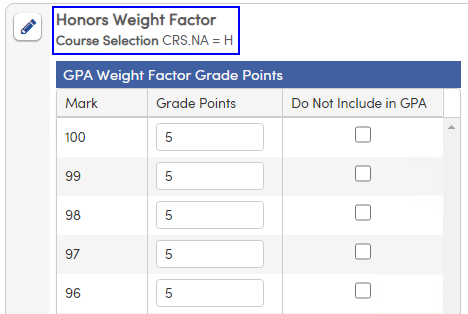 Honors Weight Factor
Course Selection CRS.NA = H
GPA Weight Factor Grade Points
Mark Grade Points Do Not Include in GPA
100 5
99 5
98 5
97 5
96 5